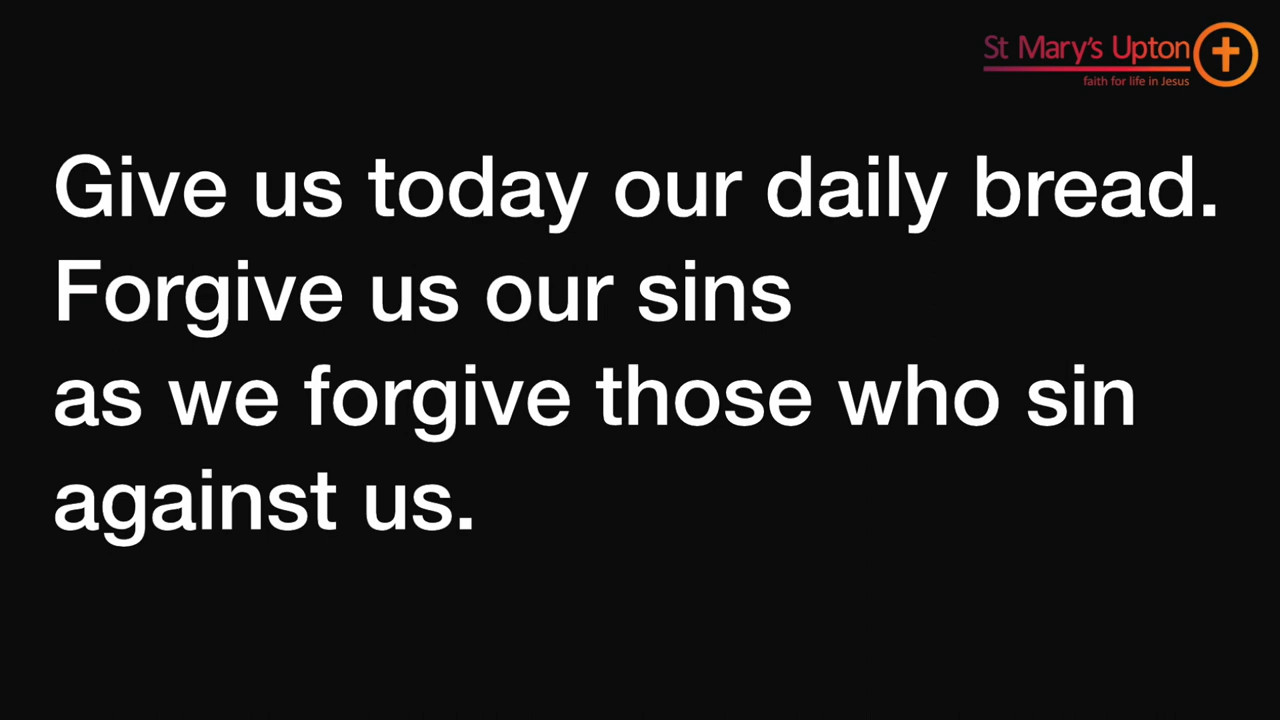 St Mary's Upton
faith for life in Jesus
Give us today our daily bread.
Forgive us our sins
as we forgive those who sin
against us.